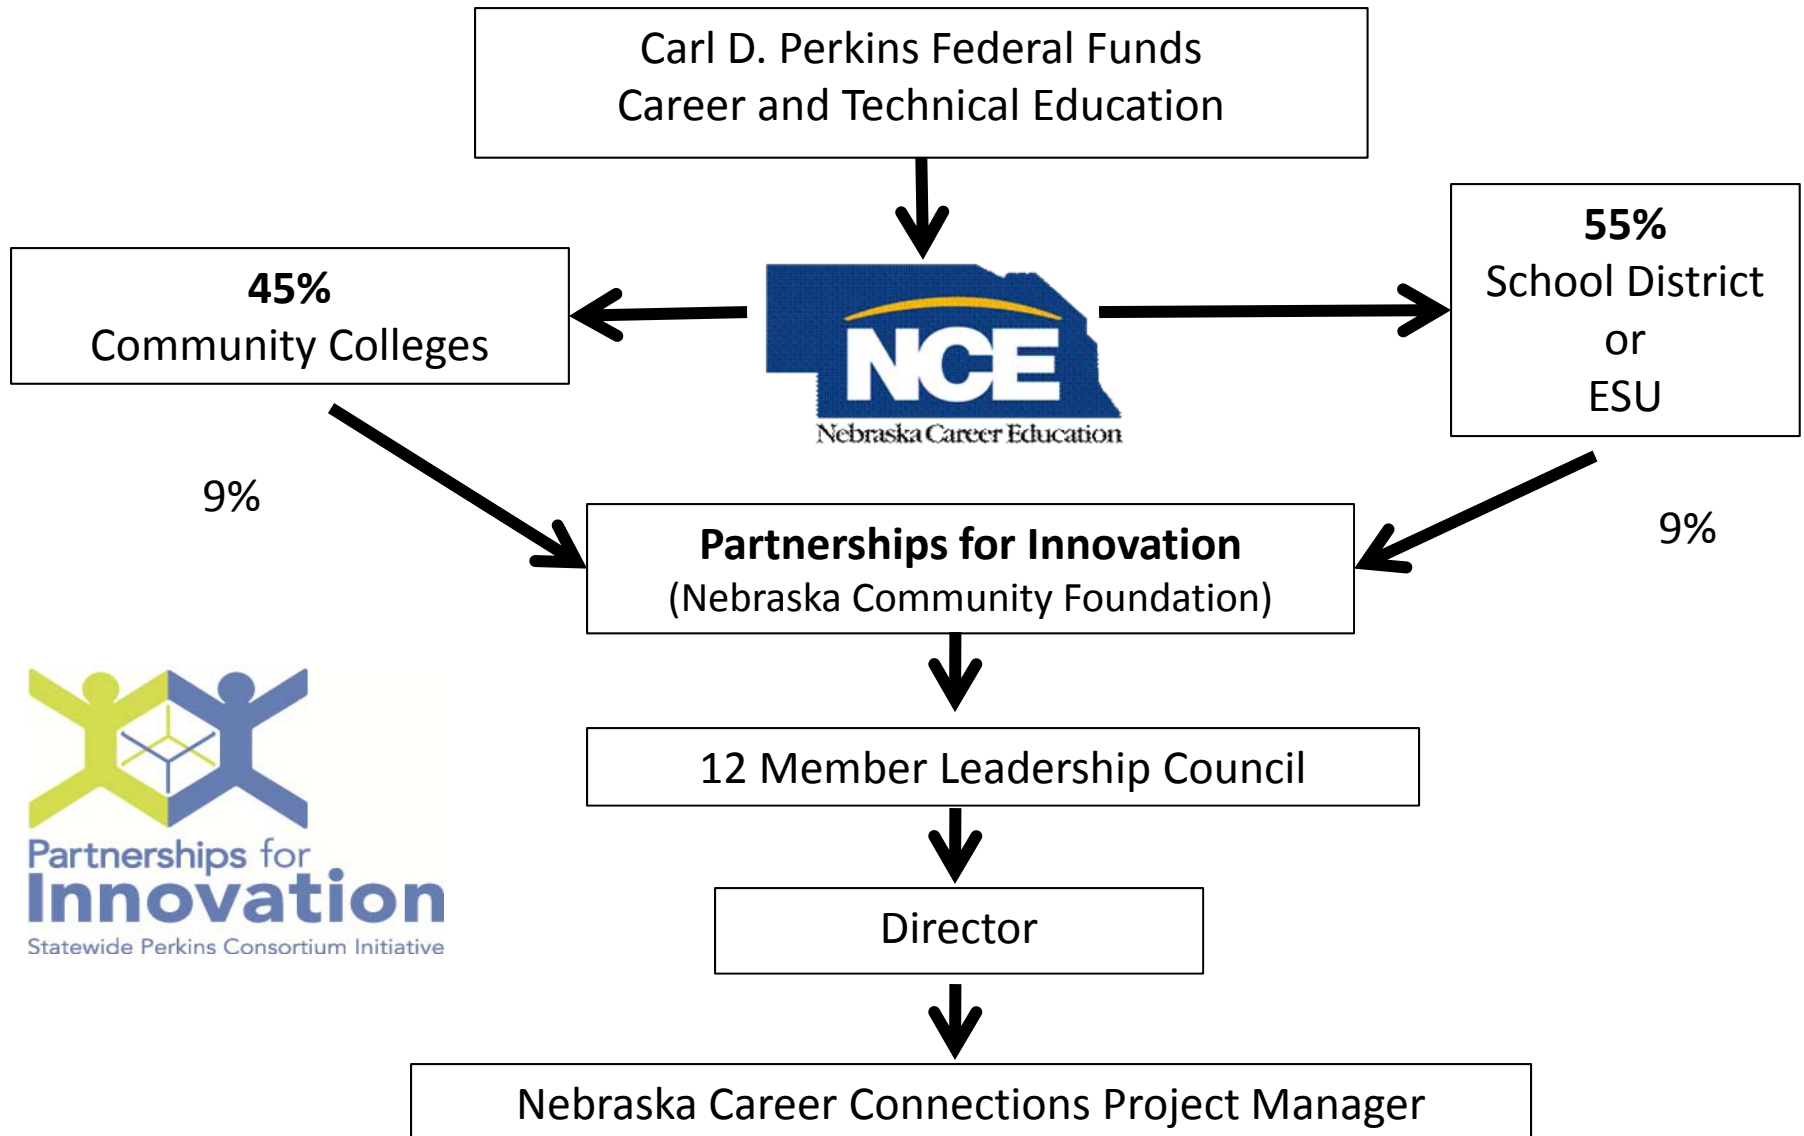 Carl D. Perkins Federal Funds
Career and Technical Education
45%
Community Colleges
NCE
Nebraska Career Education
55%
School District
or
ESU
9%
9%
Partnerships for Innovation
(Nebraska Community Foundation)
12 Member Leadership Council
Partnerships for
Innovation
Statewide Perkins Consortium Initiative
Director
Nebraska Career Connections Project Manager